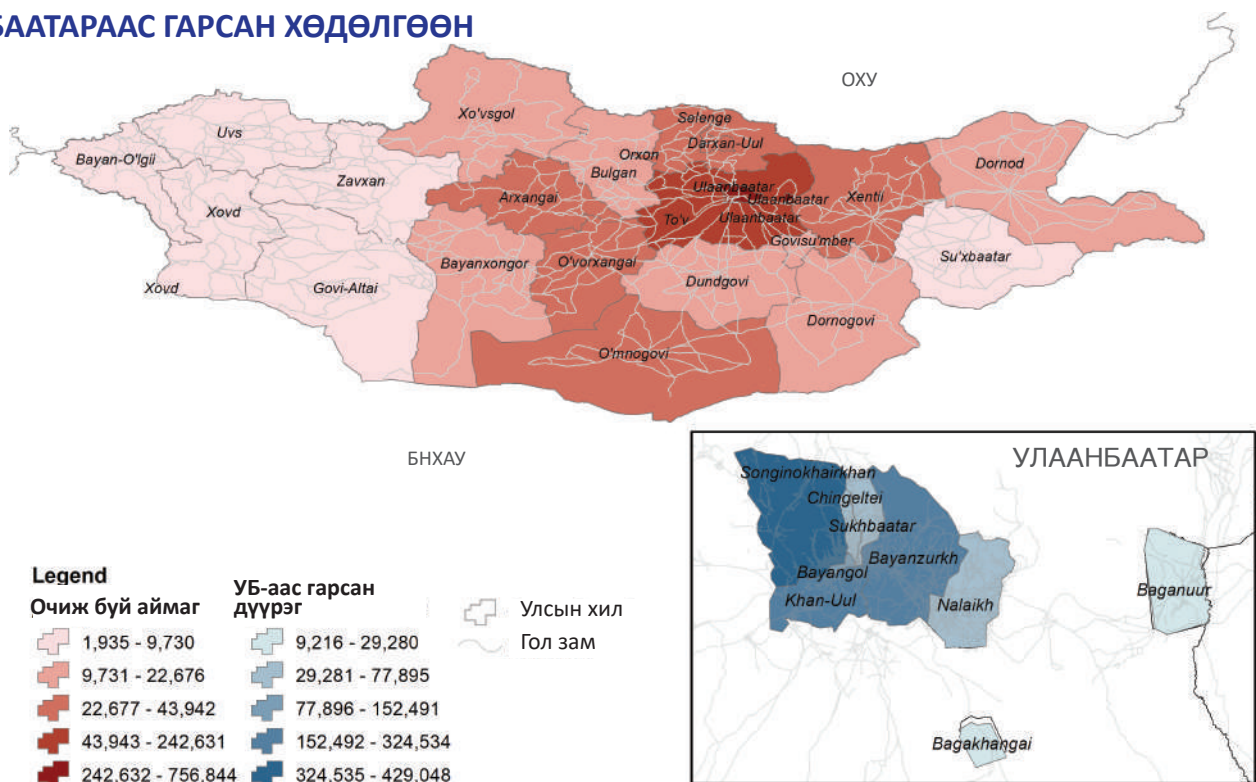 БААТАРААС ГАРСАН ХӨДӨЛГӨӨН
ОХУ
Xo'vsgol
Selenge
Uvs
Darxan-Uul
Bayan-O'lgii
Orxon
Bulgan
Dornod
Zavxan
Ulaanbaatar
Arxangai
Ulaanbaatar
Xentii
Xovd
To'v
Ulaanbaatar
Govisu'mber
Su'xbaatar
Bayanxongor
O'vorxangai
Dundgovi
Xovd
Govi-Altai
Dornogovi
O'mnogovi
БНХАУ
УЛААНБААТАР
Songinokhairkhan
Chingeltei
Sukhbaatar
Bayanzurkh
Bayangol
Khan-Uul
Nalaikh
Baganuur
Bagakhangai
Legend
Очиж буй аймаг
1,935 - 9,730
9,731 - 22,676
22,677 - 43,942
43,943 - 242,631
242,632 - 756,844
УБ-аас гарсан
дүүрэг
9,216 - 29,280
29,281 - 77,895
77,896 - 152,491
152,492 - 324,534
324,535 - 429,048
Улсын хил
Гол зам